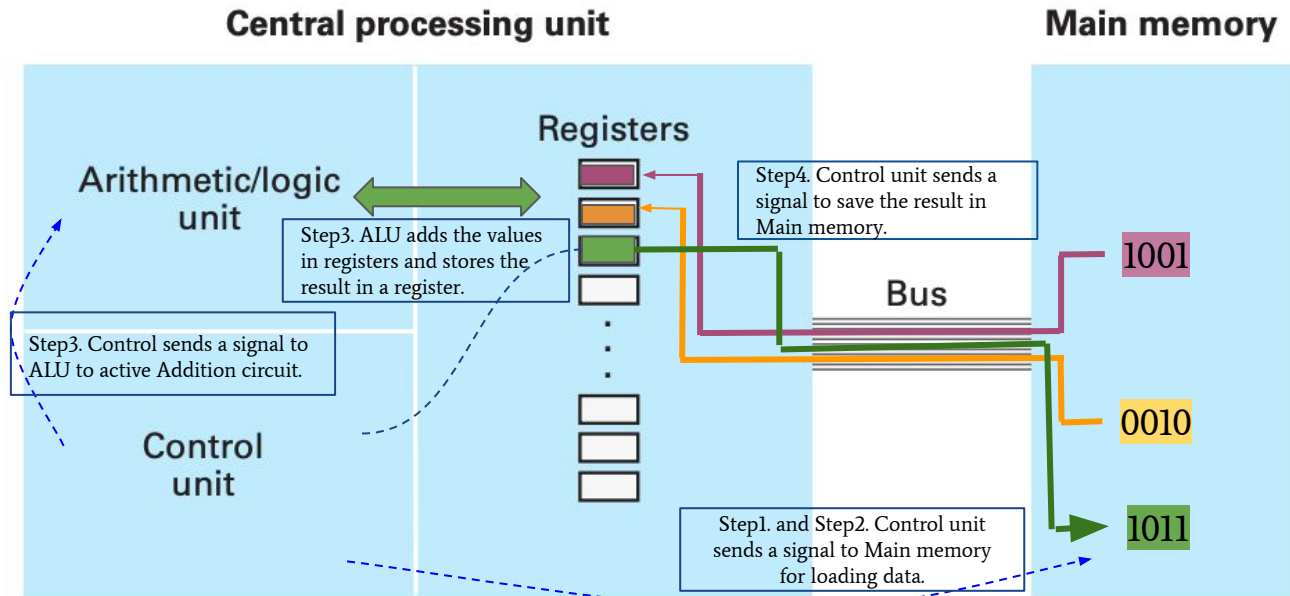 Central processing unit
Main memory
Registers
Arithmetic/logic
unit
Step4. Control unit sends a
signal to save the result in
Main memory.
Step3. ALU adds the values
in registers and stores the
result in a register.
1001
Bus
Step3. Control sends a signal to
ALU to active Addition circuit.
0010
Control
unit
Step1. and Step2. Control unit
sends a signal to Main memory
for loading data.
1011